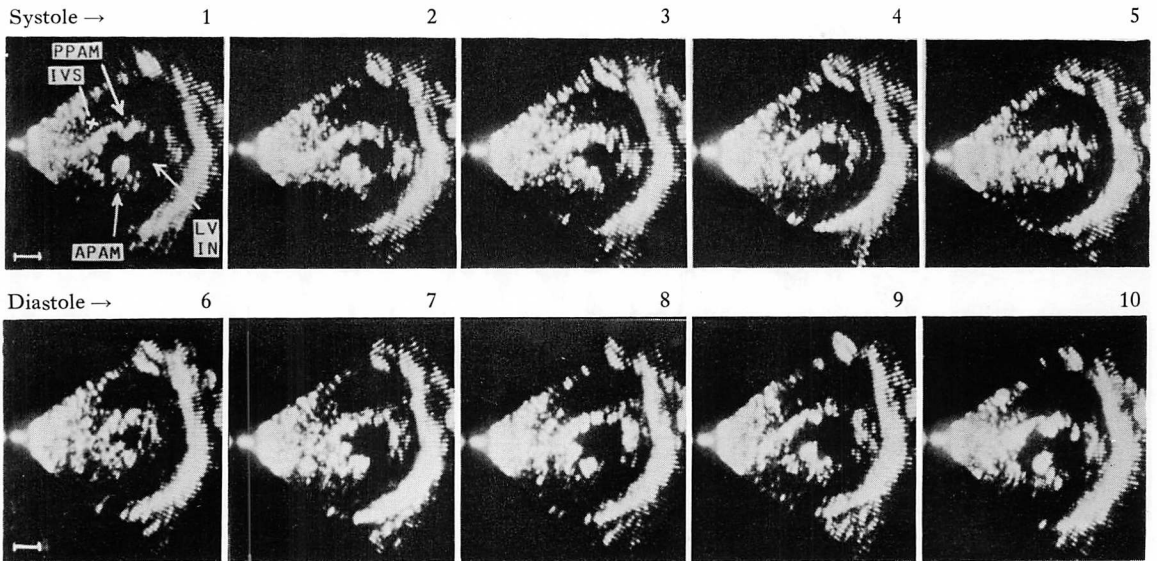 Systole → 1 2 3 4 5
PPAM
IVS
APAM
LV
IN
Diastole → 6 7 8 9 10